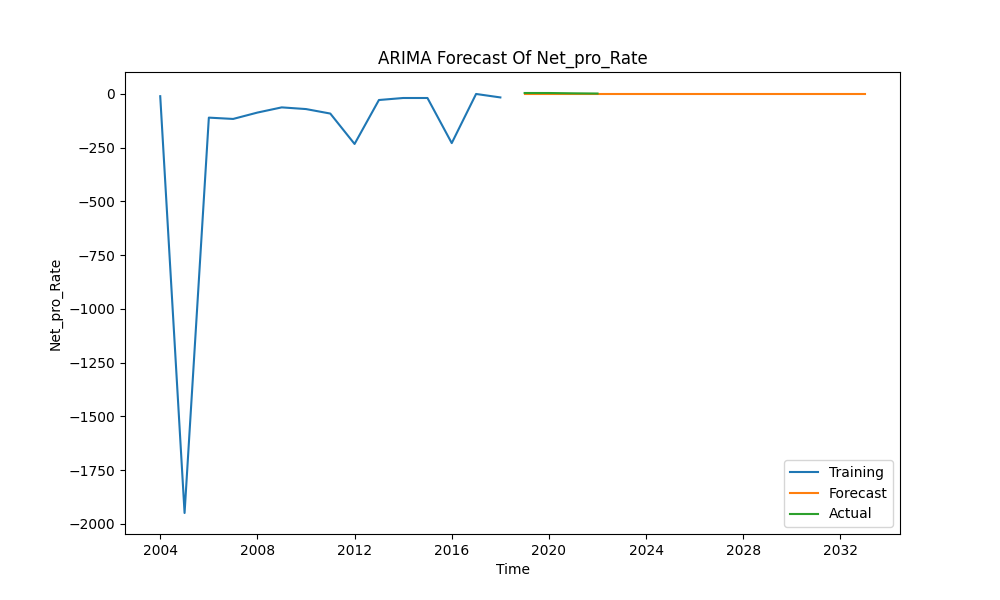 ARIMA Forecast Of Net_pro_Rate
Net_pro_Rate
0
−250
−500
−750
−1000
−1250
−1500
−1750
−2000
2004 2008 2012 2016 2020 2024 2028 2032
Time
Training
Forecast
Actual